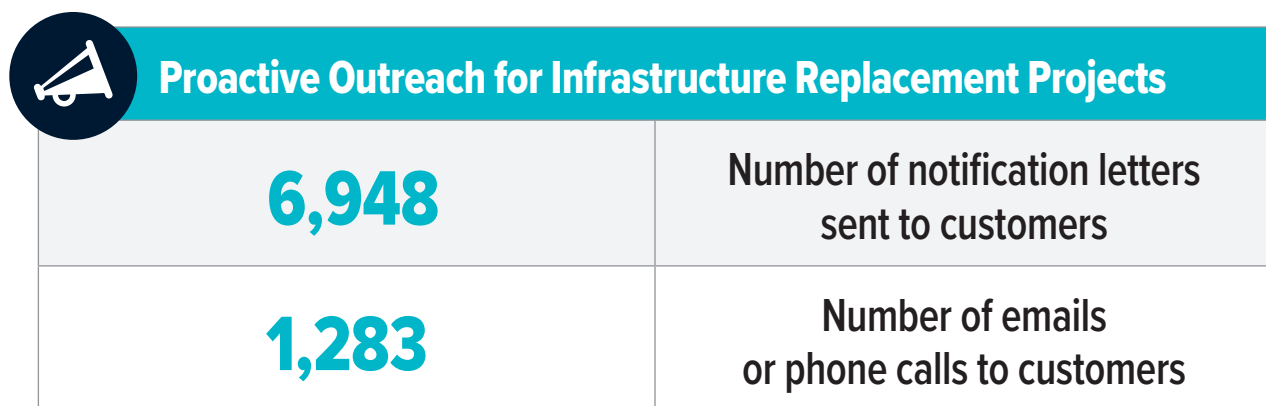 Proactive Outreach for Infrastructure Replacement Projects
6,948
Number of notification letters
sent to customers
1,283
Number of emails
or phone calls to customers